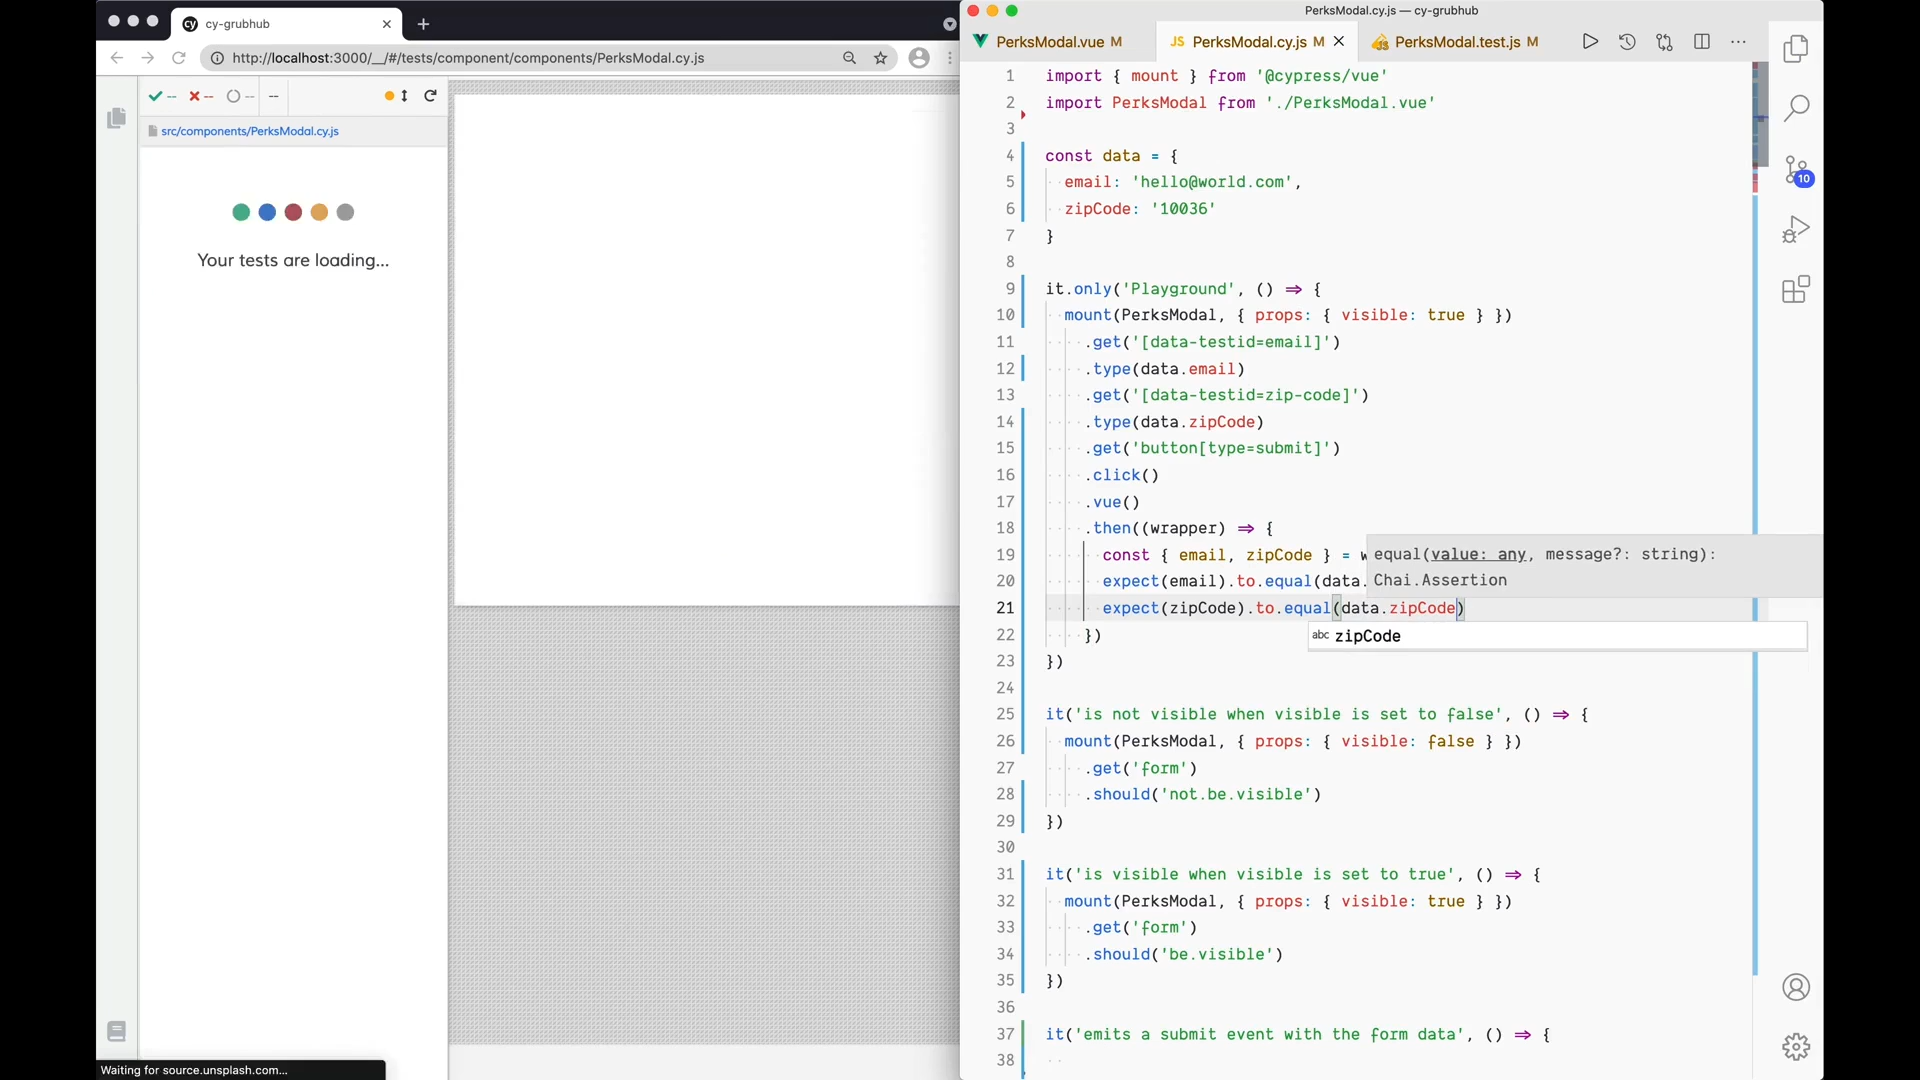 cy-grubhub
http://localhost:3000/__/#/tests/component/components/PerksModal.cy.js
-- -- -- --
src/components/PerksModal.cy.js
Your tests are loading...
Waiting for source.unsplash.com...
PerksModal.cy.js — cy-grubhub
PerksModal.vue M
JS PerksModal.cy.js M
PerksModal.test.js M
1 import { mount } from '@cypress/vue'
2 import PerksModal from './PerksModal.vue'
3
4 const data = {
5 email: 'hello@world.com',
6 zipCode: '10036'
7 }
8
9 it.only('Playground', () ⇒ {
10 mount(PerksModal, { props: { visible: true } })
11 .get('[data-testid=email]')
12 .type(data.email)
13 .get('[data-testid=zip-code]')
14 .type(data.zipCode)
15 .get('button[type=submit]')
16 .click()
17 .vue()
18 .then((wrapper) ⇒ {
19 const { email, zipCode } = w
20 expect(email).to.equal(data.
21 expect(zipCode).to.equal(data.zipCode)
22 })
23 })
24
25 it('is not visible when visible is set to false', () ⇒ {
26 mount(PerksModal, { props: { visible: false } })
27 .get('form')
28 .should('not.be.visible')
29 })
30
31 it('is visible when visible is set to true', () ⇒ {
32 mount(PerksModal, { props: { visible: true } })
33 .get('form')
34 .should('be.visible')
35 })
36
37 it('emits a submit event with the form data', () ⇒ {
38
equal(value: any, message?: string):
Chai.Assertion
abc zipCode
10